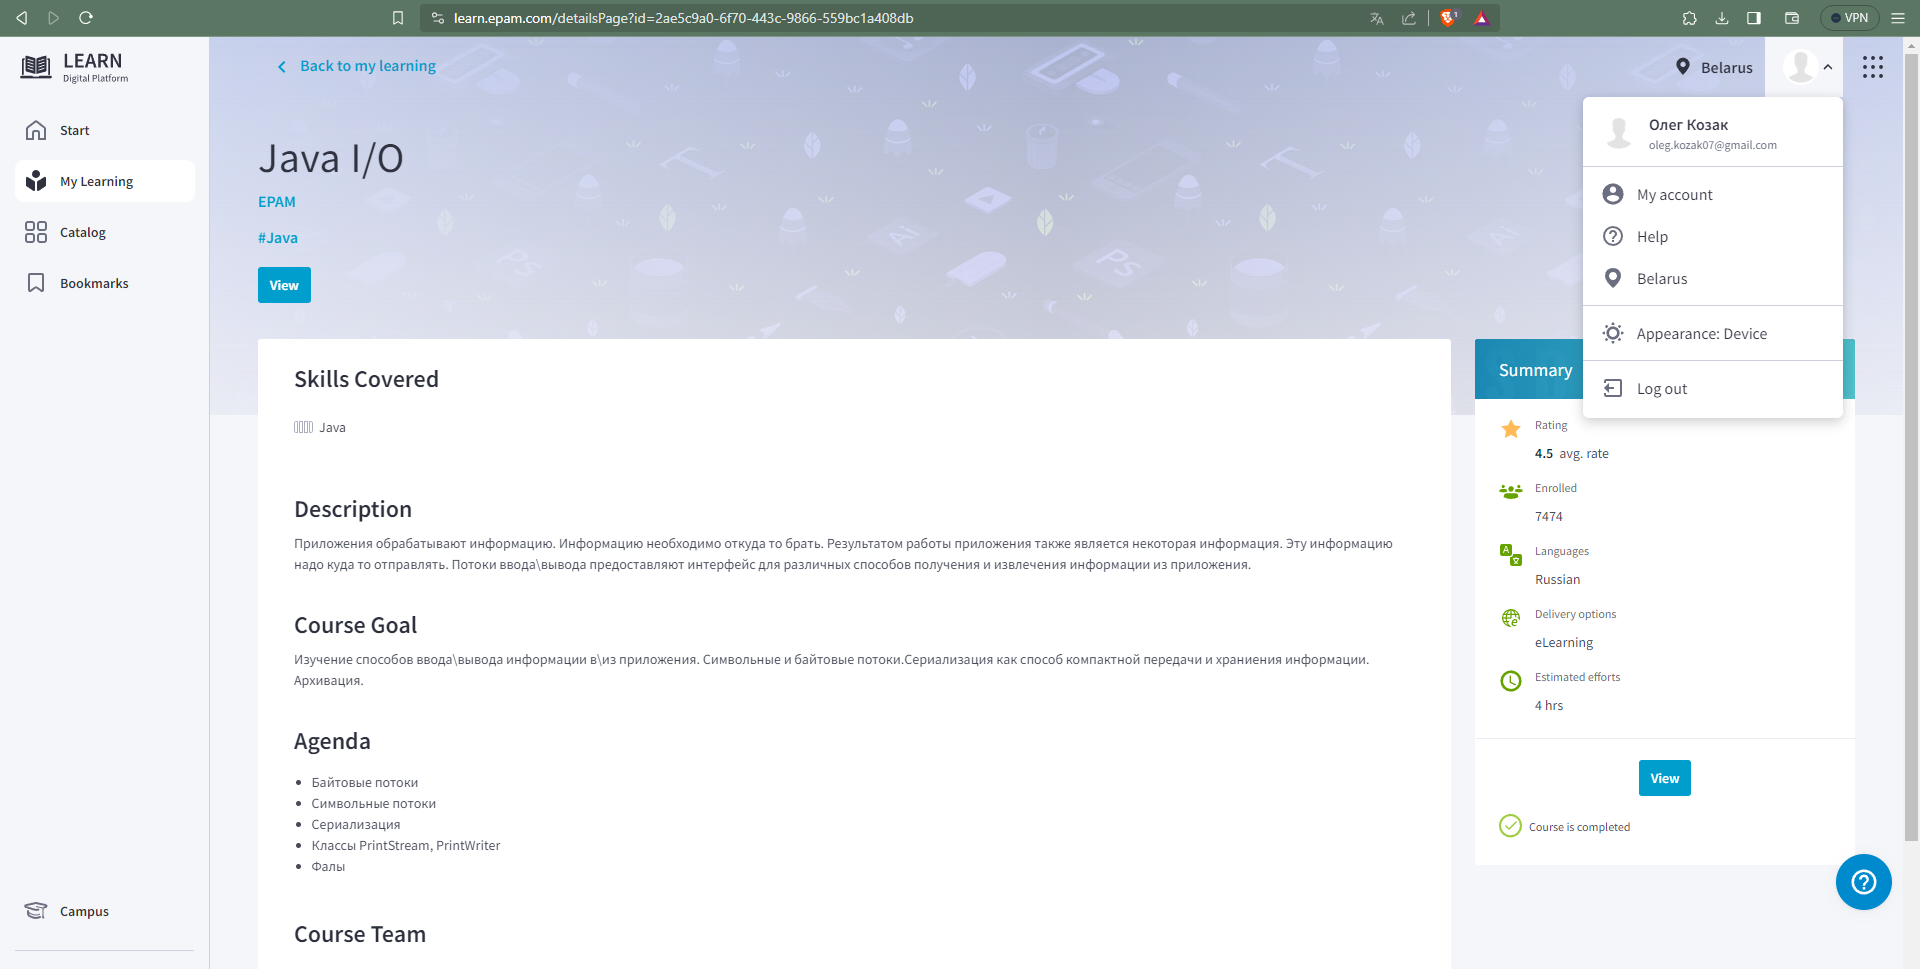 learn.epam.com/detailsPage?id=2ae5c9a0-6f70-443c-9866-559bc1a408db
1
VPN
LEARN
Digital Platform
Start
My Learning
Catalog
Bookmarks
Campus
Back to my learning
Belarus
Java I/O
EPAM
#Java
View
Олег Козак
oleg.kozak07@gmail.com
My account
Help
Belarus
Appearance: Device
Log out
Skills Covered
Java
Description
Приложения обрабатывают информацию. Информацию необходимо откуда то брать. Результатом работы приложения также является некоторая информация. Эту информацию
надо куда то отправлять. Потоки ввода\вывода предоставляют интерфейс для различных способов получения и извлечения информации из приложения.
Course Goal
Изучение способов ввода\вывода информации в\из приложения. Символьные и байтовые потоки.Сериализация как способ компактной передачи и храниения информации.
Архивация.
Agenda
Байтовые потоки
Символьные потоки
Сериализация
Классы PrintStream, PrintWriter
Фалы
Course Team
Summary
Rating
4.5 avg. rate
Enrolled
7474
Languages
Russian
Delivery options
eLearning
Estimated efforts
4 hrs
View
Course is completed